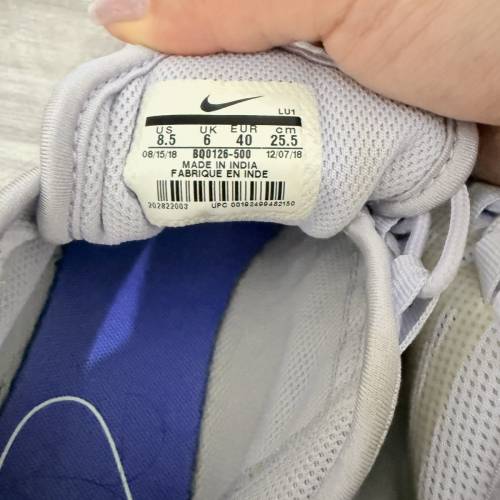 LU1
US UK EUR cm
8.5 6 40 25.5
08/15/18 BQ0126-500 12/07/18
MADE IN INDIA
FABRIQUE EN INDE
202822003 UPC 00192499482150